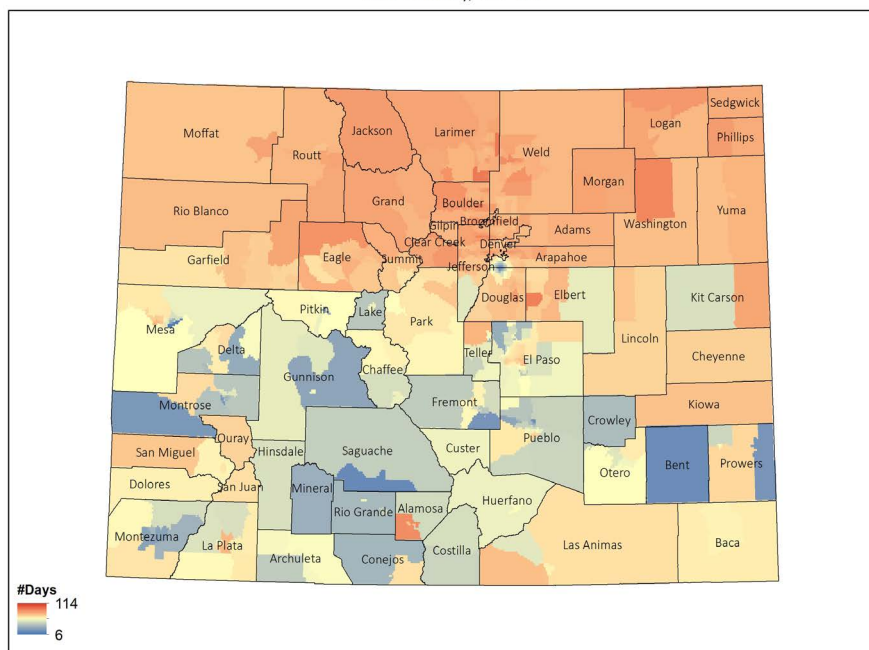 Sedgwick
Logan
Jackson
Larimer
Moffat
Phillips
Routt
Weld
Morgan
Grand
Boulder
Rio Blanco
Yuma
Broomfield
Washington
Gilpin
Adams
Clear Creek
Denver
Garfield
Eagle
Summit
Arapahoe
Jefferson
Elbert
Kit Carson
Douglas
Pitkin
Lake
Park
Mesa
Lincoln
Delta
Teller
El Paso
Cheyenne
Chaffee
Gunnison
Fremont
Montrose
Kiowa
Crowley
Ouray
Pueblo
Custer
Saguache
Hinsdale
San Miguel
Bent
Prowers
Otero
Dolores
San Juan
Mineral
Huerfano
Rio Grande
Alamosa
Montezuma
La Plata
Las Animas
Baca
Costilla
Archuleta
Conejos
#Days
114
6